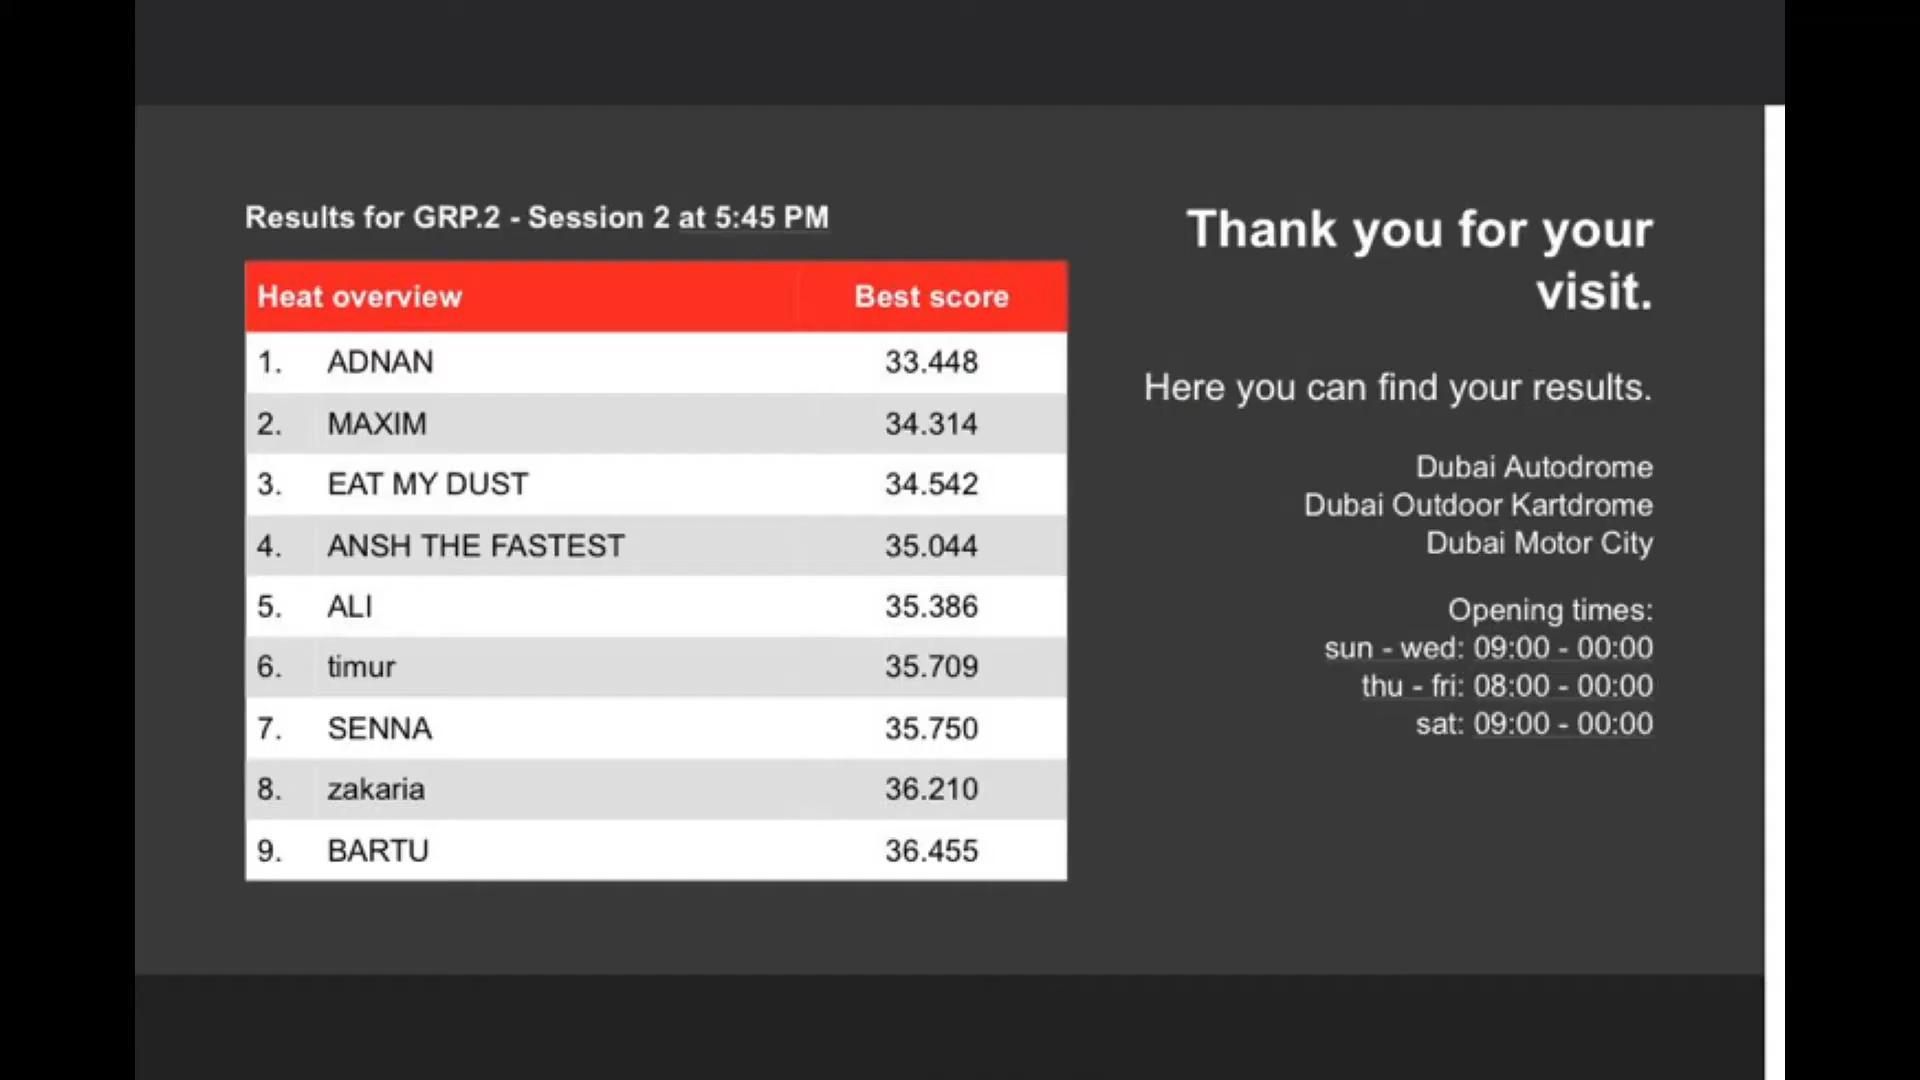 Results for GRP.2 - Session 2 at 5:45 PM
Heat overview Best score
1. ADNAN 33.448
2. MAXIM 34.314
3. EAT MY DUST 34.542
4. ANSH THE FASTEST 35.044
5. ALI 35.386
6. timur 35.709
7. SENNA 35.750
8. zakaria 36.210
9. BARTU 36.455
Thank you for your
visit.
Here you can find your results.
Dubai Autodrome
Dubai Outdoor Kartdrome
Dubai Motor City
Opening times:
sun - wed: 09:00 - 00:00
thu - fri: 08:00 - 00:00
sat: 09:00 - 00:00